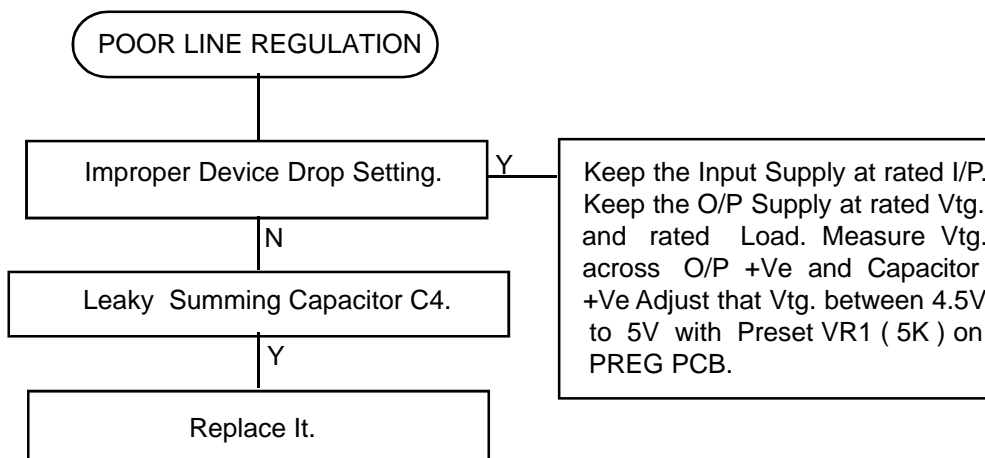 POOR LINE REGULATION
Improper Device Drop Setting.
Y
Keep the Input Supply at rated I/P.
Keep the O/P Supply at rated Vtg.
and rated Load. Measure Vtg.
across O/P +Ve and Capacitor
+Ve Adjust that Vtg. between 4.5V
to 5V with Preset VR1 ( 5K ) on
PREG PCB.
N
Leaky Summing Capacitor C4.
Y
Replace It.